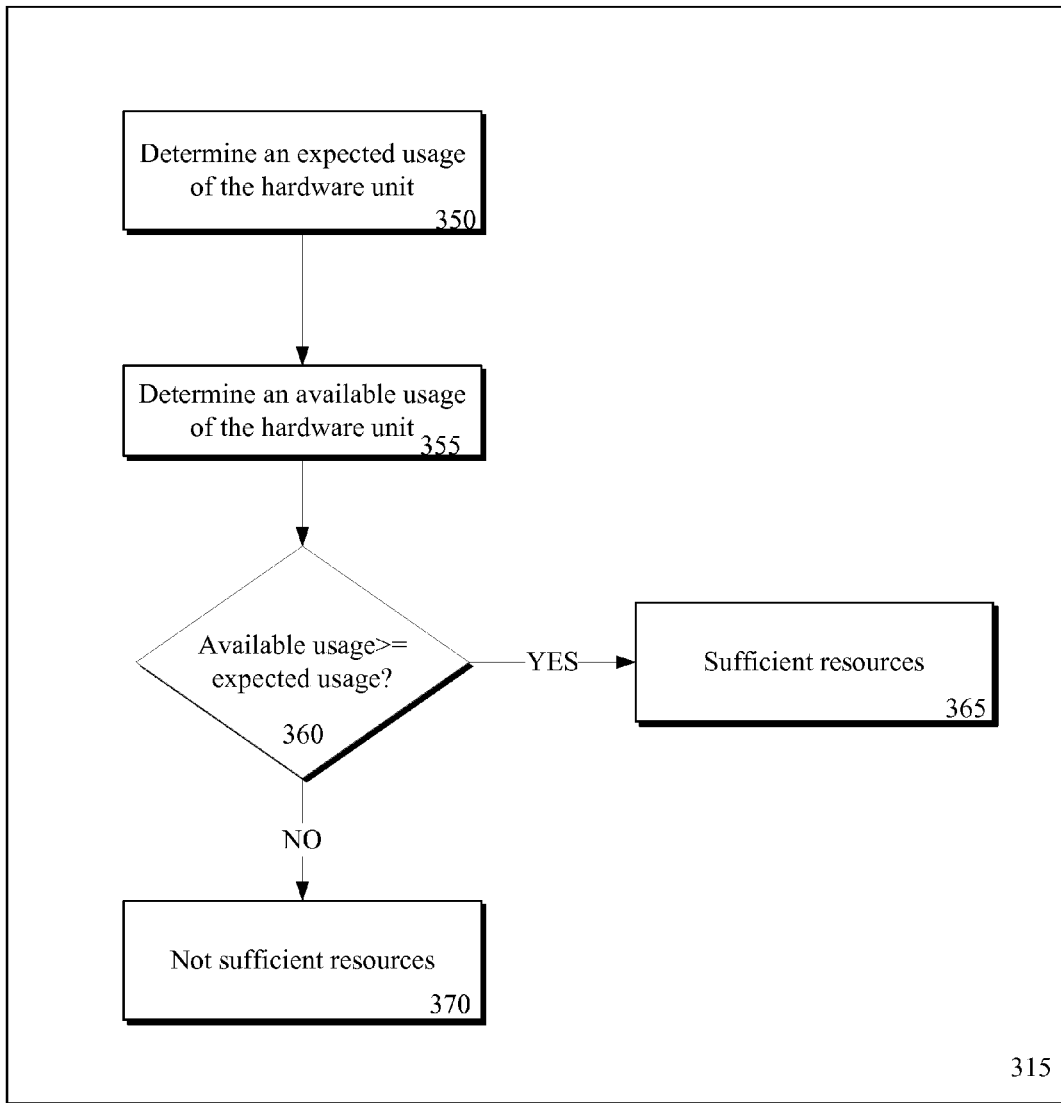 Determine an expected usage
of the hardware unit
350
Determine an available usage
of the hardware unit
355
Available usage>=
expected usage?
360
YES
Sufficient resources
365
NO
Not sufficient resources
370
315